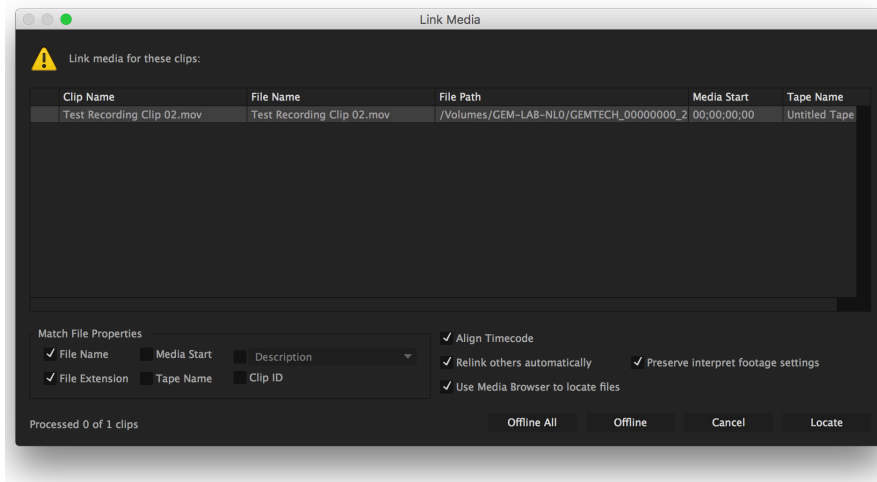 Link Media
Link media for these clips:
Clip Name File Name File Path Media Start Tape Name
Test Recording Clip 02.mov Test Recording Clip 02.mov /Volumes/GEM-LAB-NL0/GEMTECH_00000000_2 00;00;00;00 Untitled Tape
Match File Properties
File Name Media Start Description
File Extension Tape Name Clip ID
Align Timecode
Relink others automatically Preserve interpret footage settings
Use Media Browser to locate files
Processed 0 of 1 clips
Offline All Offline Cancel Locate